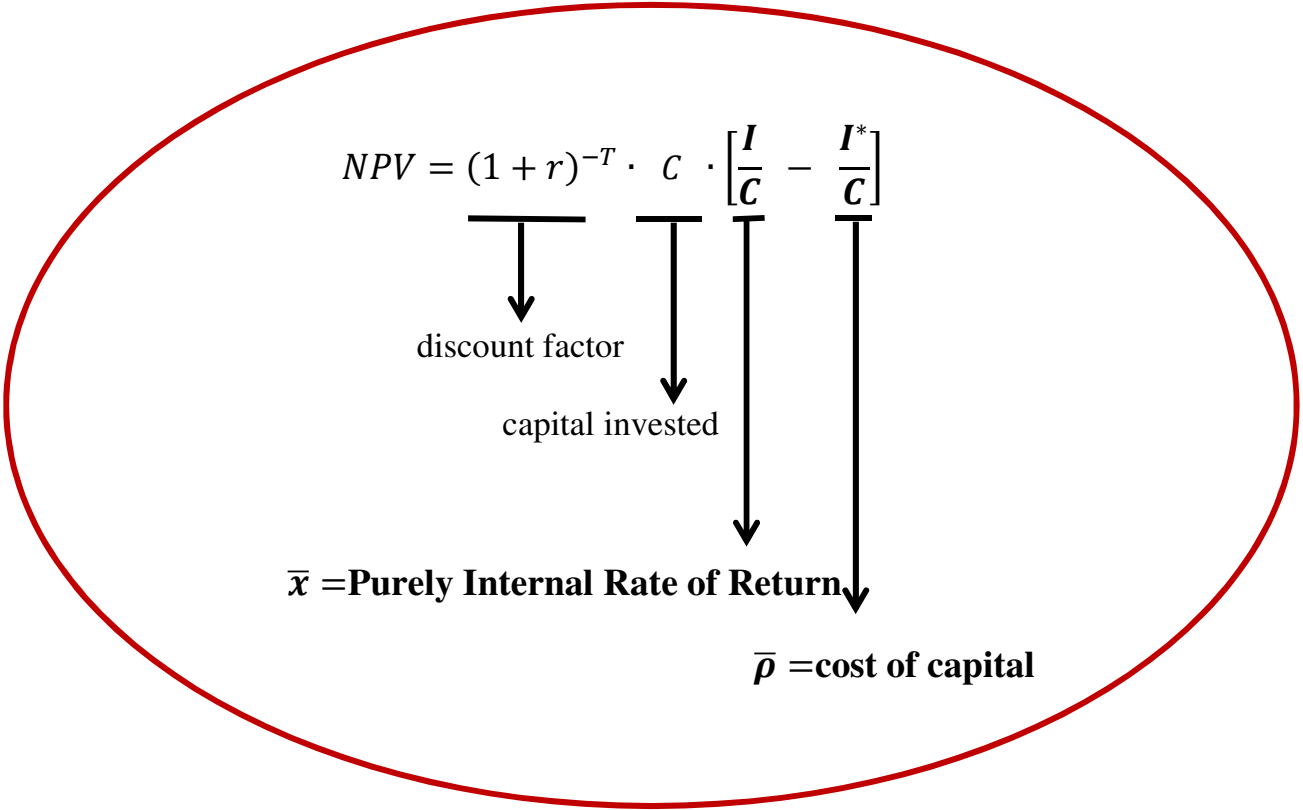 NPV = (1 + r)^{−T} · C · [I/C − I*/C]
discount factor
capital invested
x̅ =Purely Internal Rate of Return
ρ̅ =cost of capital